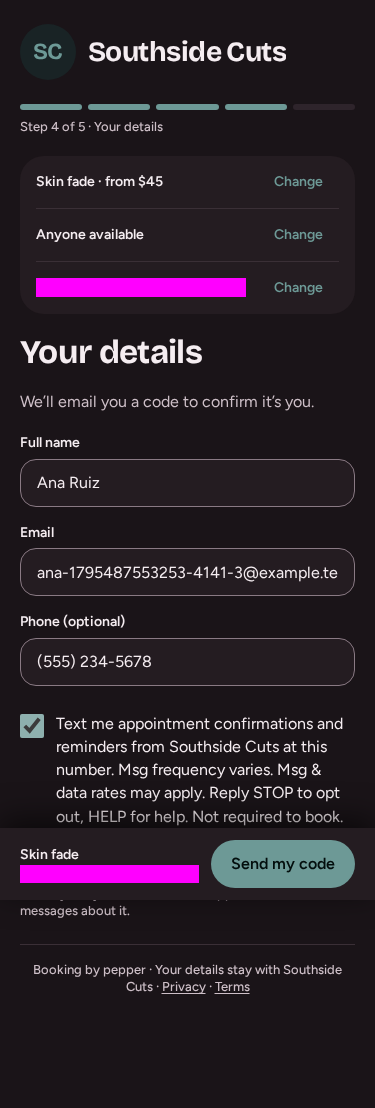 SC
Southside Cuts
Step 4 of 5 · Your details
Skin fade · from $45
Change
Anyone available
Change
Change
Your details
We’ll email you a code to confirm it’s you.
Full name
Ana Ruiz
Email
ana-1795487553253-4141-3@example.te
Phone (optional)
(555) 234-5678
Text me appointment confirmations and
reminders from Southside Cuts at this
number. Msg frequency varies. Msg &
data rates may apply. Reply STOP to opt
out, HELP for help. Not required to book.
Skin fade
Send my code
messages about it.
Booking by pepper · Your details stay with Southside
Cuts · Privacy · Terms